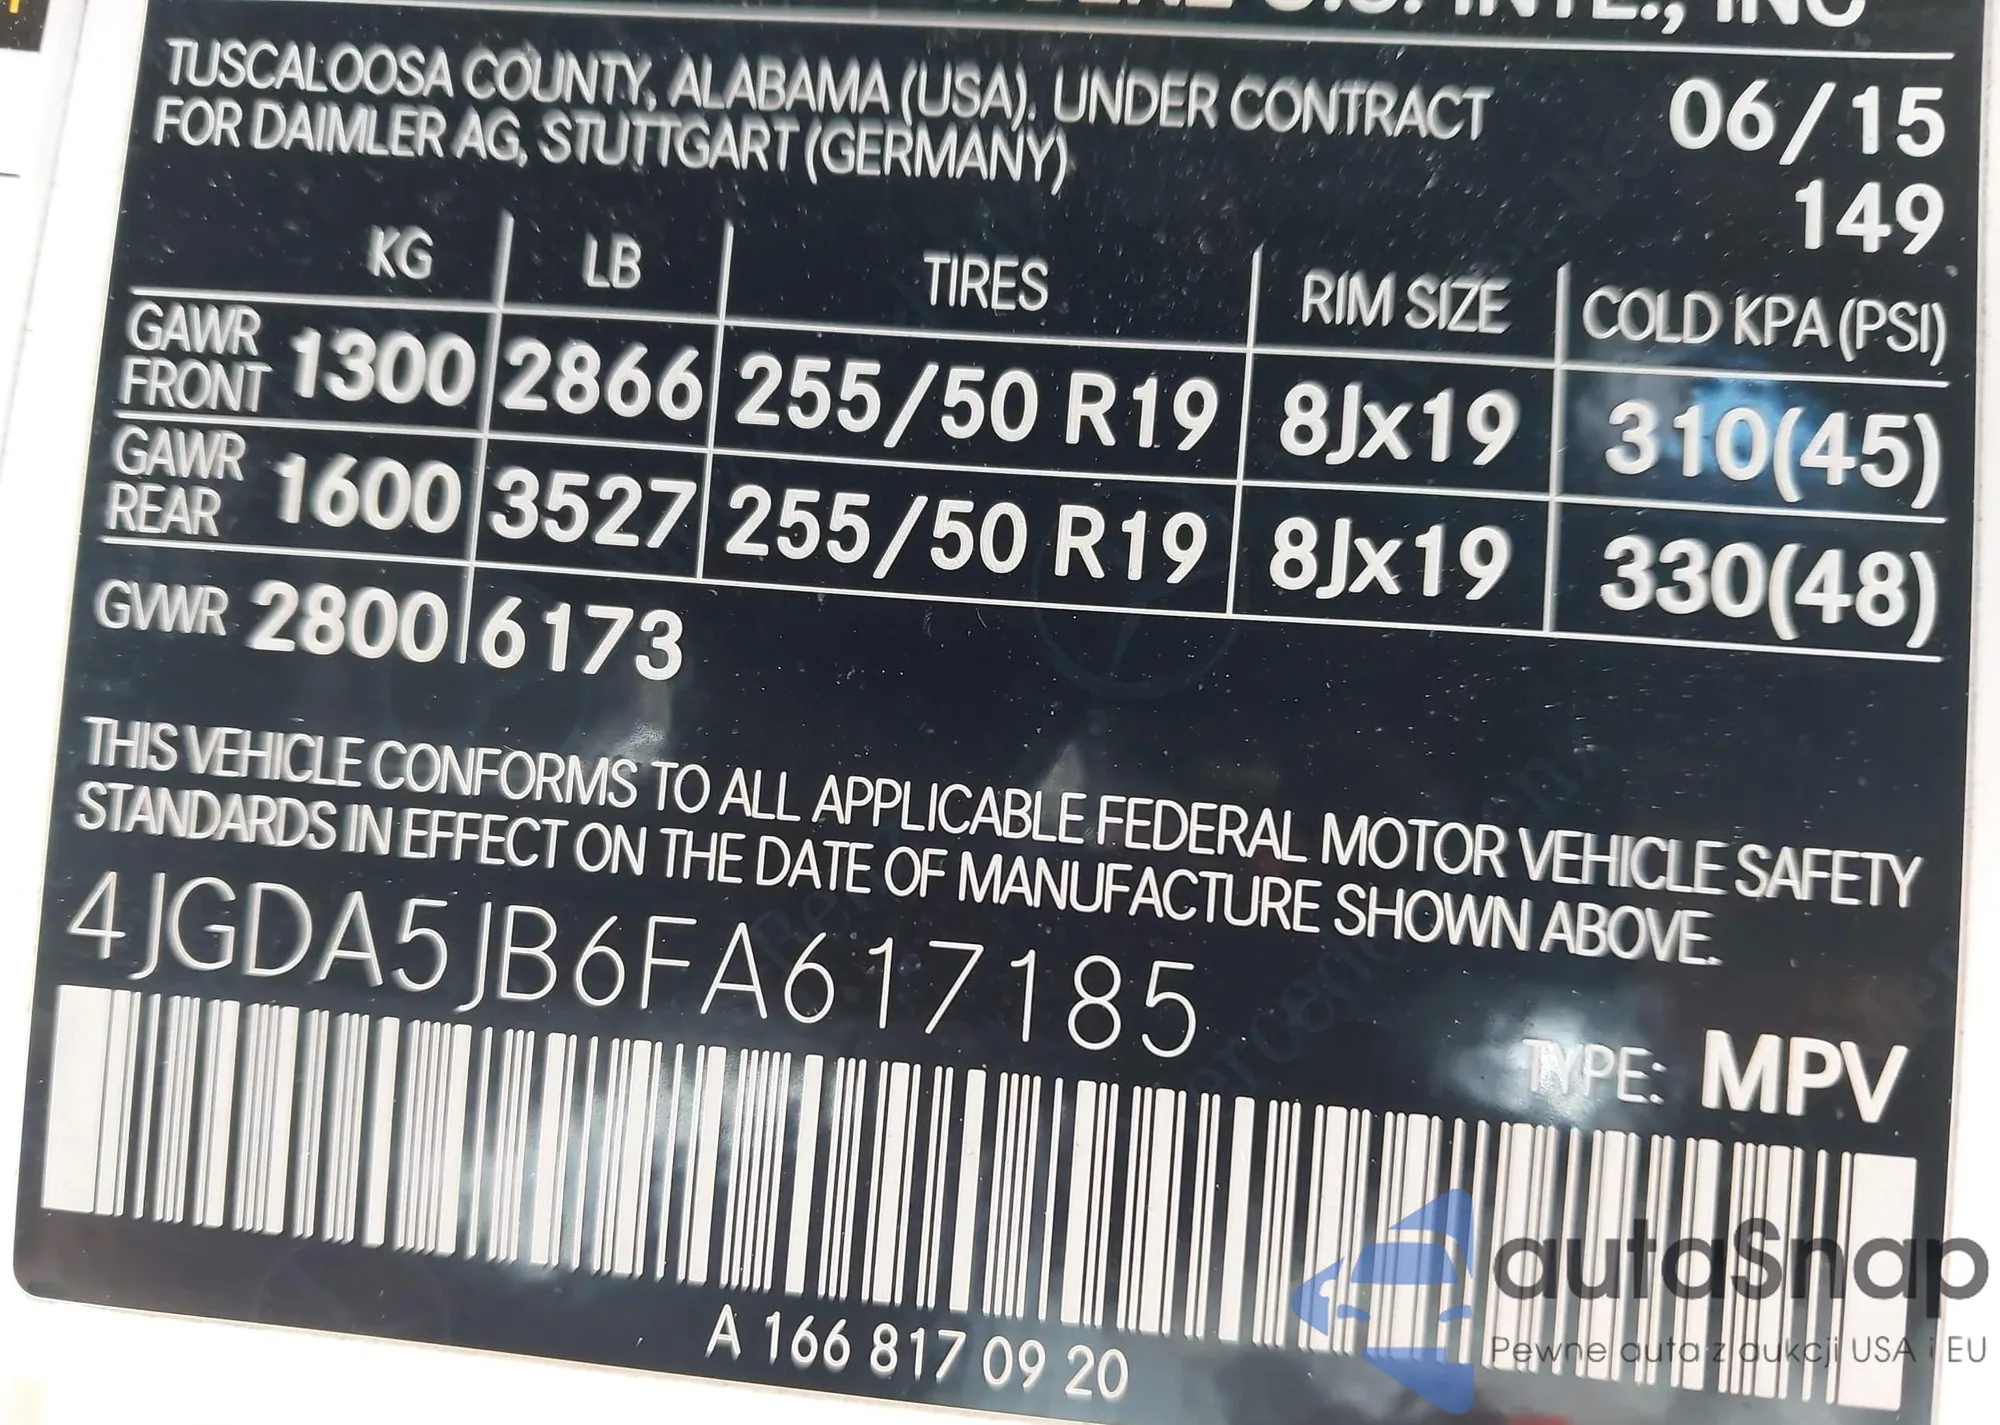 U.S. INTL., INC
TUSCALOOSA COUNTY, ALABAMA (USA). UNDER CONTRACT
FOR DAIMLER AG, STUTTGART (GERMANY)
06/15
149
KG LB TIRES RIM SIZE COLD KPA (PSI)
GAWR FRONT 1300 2866 255/50 R19 8Jx19 310(45)
GAWR REAR 1600 3527 255/50 R19 8Jx19 330(48)
GVWR 2800 6173
THIS VEHICLE CONFORMS TO ALL APPLICABLE FEDERAL MOTOR VEHICLE SAFETY
STANDARDS IN EFFECT ON THE DATE OF MANUFACTURE SHOWN ABOVE.
4JGDA5JB6FA617185
TYPE: MPV
A 166 817 09 20
autaSnap
Pewne auta z aukcji USA i EU